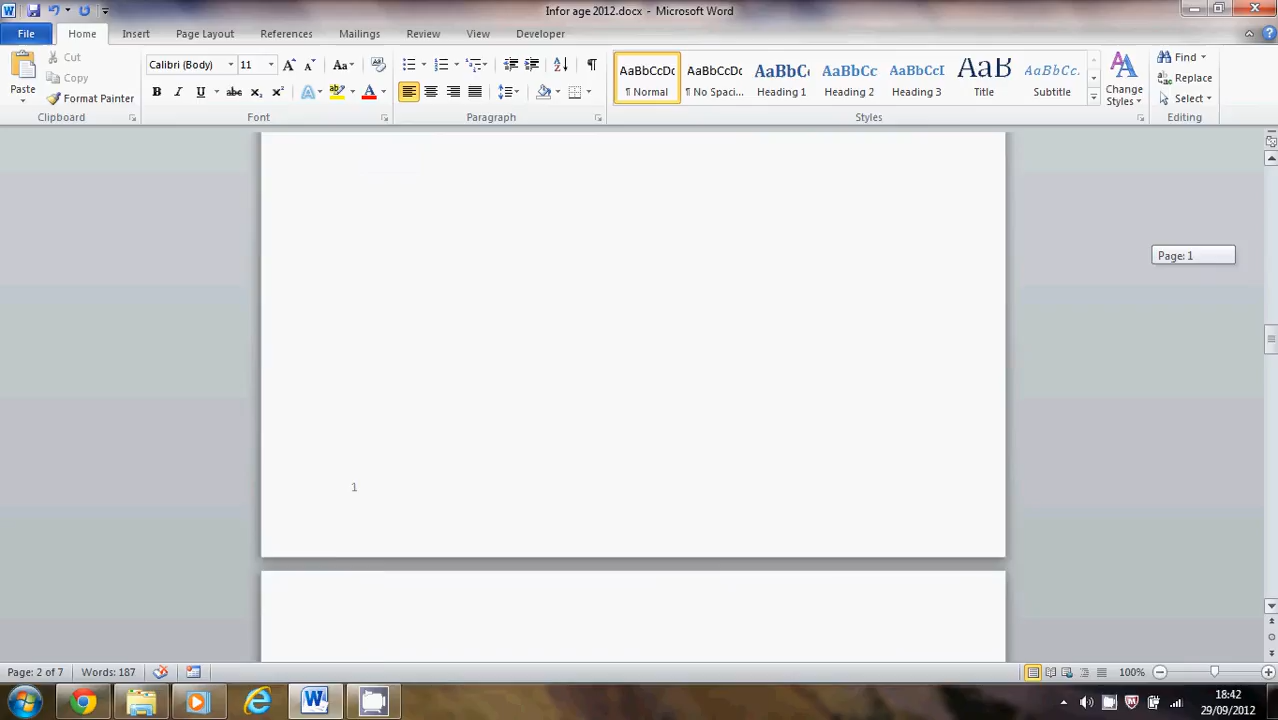 Infor age 2012.docx - Microsoft Word
File Home Insert Page Layout References Mailings Review View Developer
Paste
Cut
Copy
Format Painter
Clipboard
Calibri (Body) 11
Font
Paragraph
AaBbCcDc AaBbCcDc AaBbC AaBbCc AaBbCcI AaB AaBbCc.
¶ Normal ¶ No Spaci... Heading 1 Heading 2 Heading 3 Title Subtitle
Styles
Change
Styles
Find
Replace
Select
Editing
Page: 1
1
Page: 2 of 7 Words: 187 100%
18:42
29/09/2012